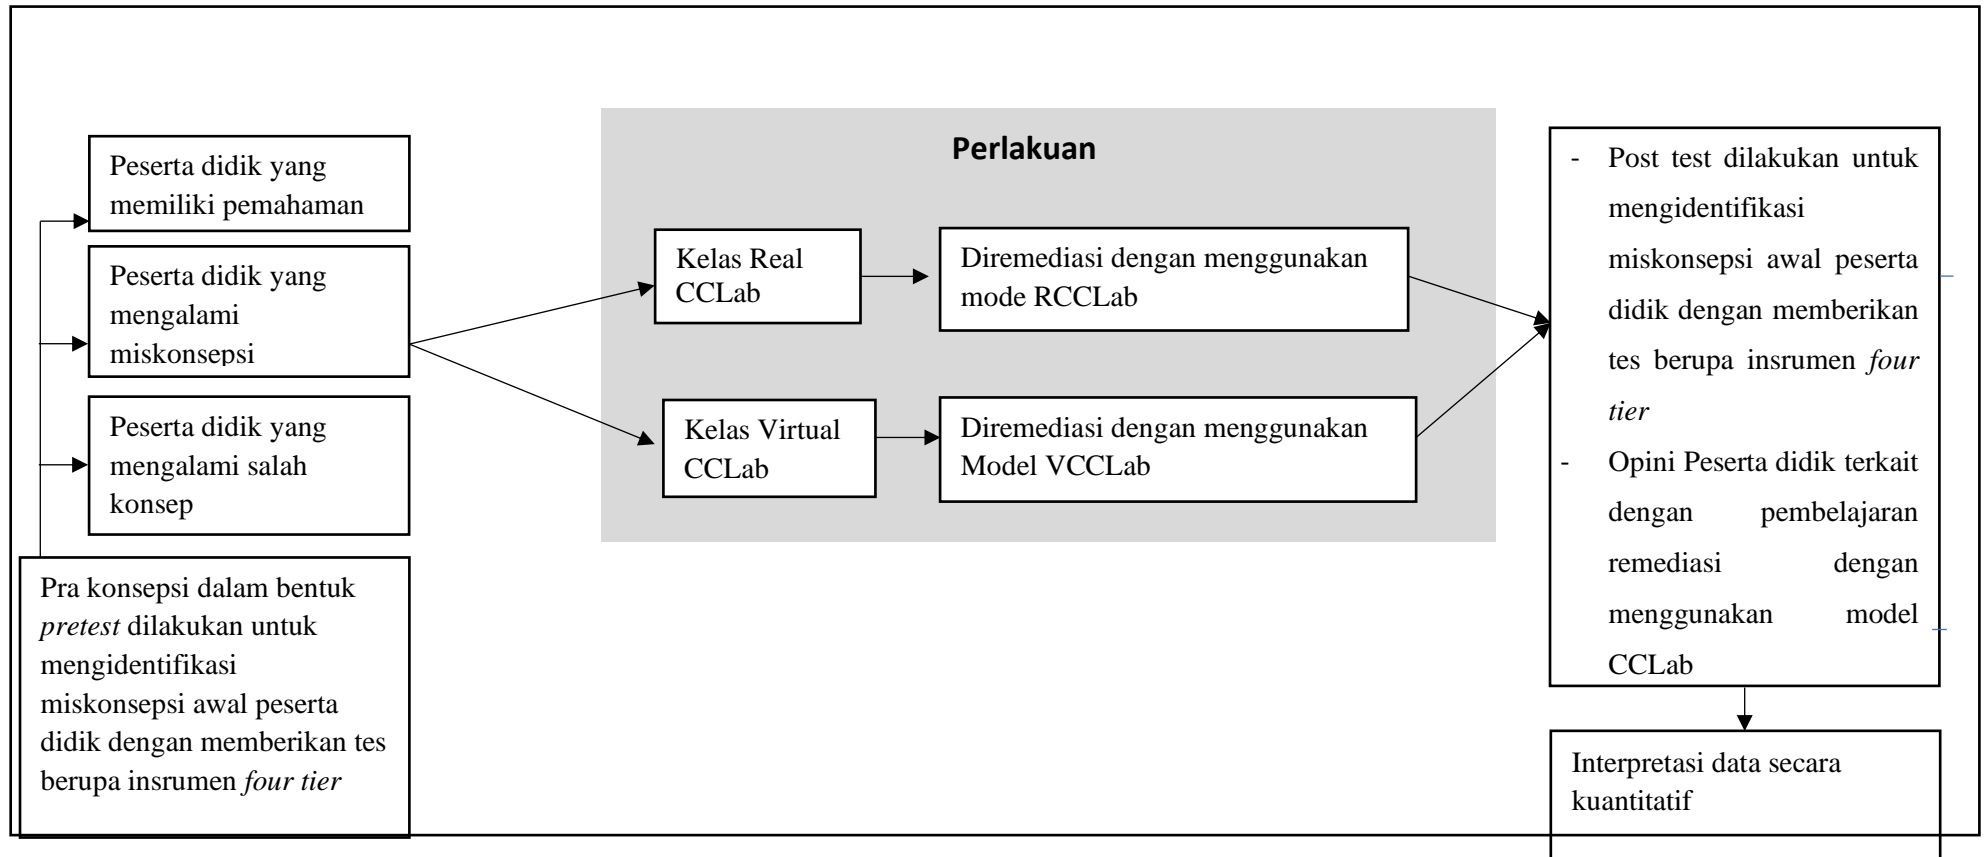 Peserta didik yang
memiliki pemahaman
Peserta didik yang
mengalami
miskonsepsi
Peserta didik yang
mengalami salah
konsep
Pra konsepsi dalam bentuk
pretest dilakukan untuk
mengidentifikasi
miskonsepsi awal peserta
didik dengan memberikan tes
berupa insrumen four tier
Perlakuan
Kelas Real
CCLab
Diremediasi dengan menggunakan
mode RCCLab
Kelas Virtual
CCLab
Diremediasi dengan menggunakan
Model VCCLab
- Post test dilakukan untuk
mengidentifikasi
miskonsepsi awal peserta
didik dengan memberikan
tes berupa insrumen four
tier
- Opini Peserta didik terkait
dengan pembelajaran
remediasi dengan
menggunakan model
CCLab
Interpretasi data secara
kuantitatif